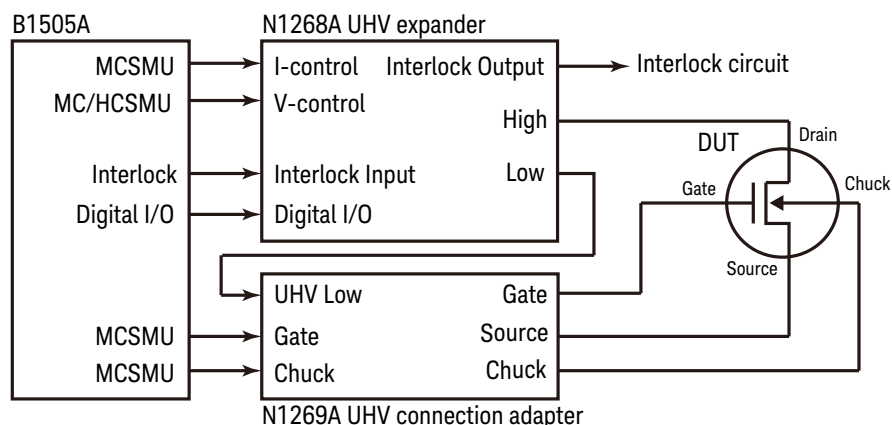 B1505A
N1268A UHV expander
MCSMU
I-control
Interlock Output
Interlock circuit
MC/HCSMU
V-control
High
DUT
Drain
Interlock
Interlock Input
Low
Gate
Chuck
Digital I/O
Digital I/O
Source
UHV Low
Gate
MCSMU
Gate
Source
MCSMU
Chuck
Chuck
N1269A UHV connection adapter